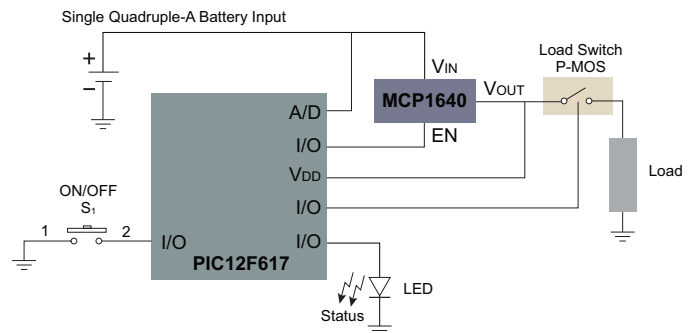 Single Quadruple-A Battery Input
+
−
VIN
MCP1640
VOUT
EN
Load Switch
P-MOS
Load
A/D
I/O
VDD
I/O
I/O
I/O
PIC12F617
ON/OFF
S1
1
2
LED
Status